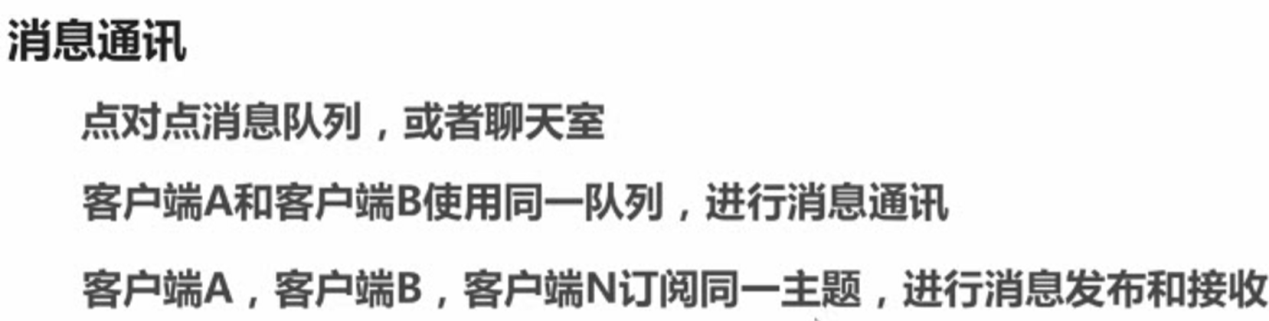 消息通讯
点对点消息队列，或者聊天室
客户端A和客户端B使用同一队列，进行消息通讯
客户端A，客户端B，客户端N订阅同一主题，进行消息发布和接收